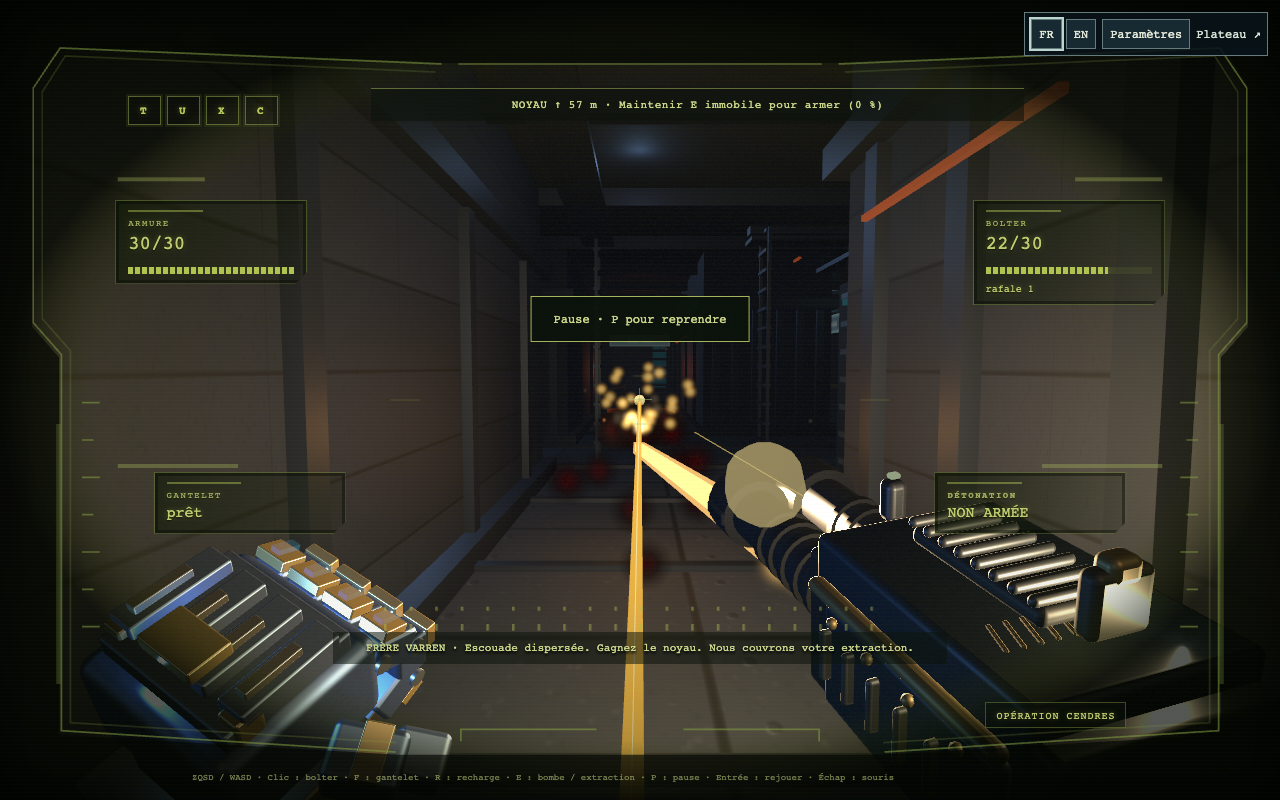 FR EN Paramètres Plateau ↗
T U X C
NOYAU ↑ 57 m · Maintenir E immobile pour armer (0 %)
ARMURE
30/30
BOLTER
22/30
rafale 1
Pause · P pour reprendre
GANTELET
prêt
DÉTONATION
NON ARMÉE
FRÈRE VARREN · Escouade dispersée. Gagnez le noyau. Nous couvrons votre extraction.
OPÉRATION CENDRES
ZQSD / WASD · Clic : bolter · F : gantelet · R : recharge · E : bombe / extraction · P : pause · Entrée : rejouer · Échap : souris